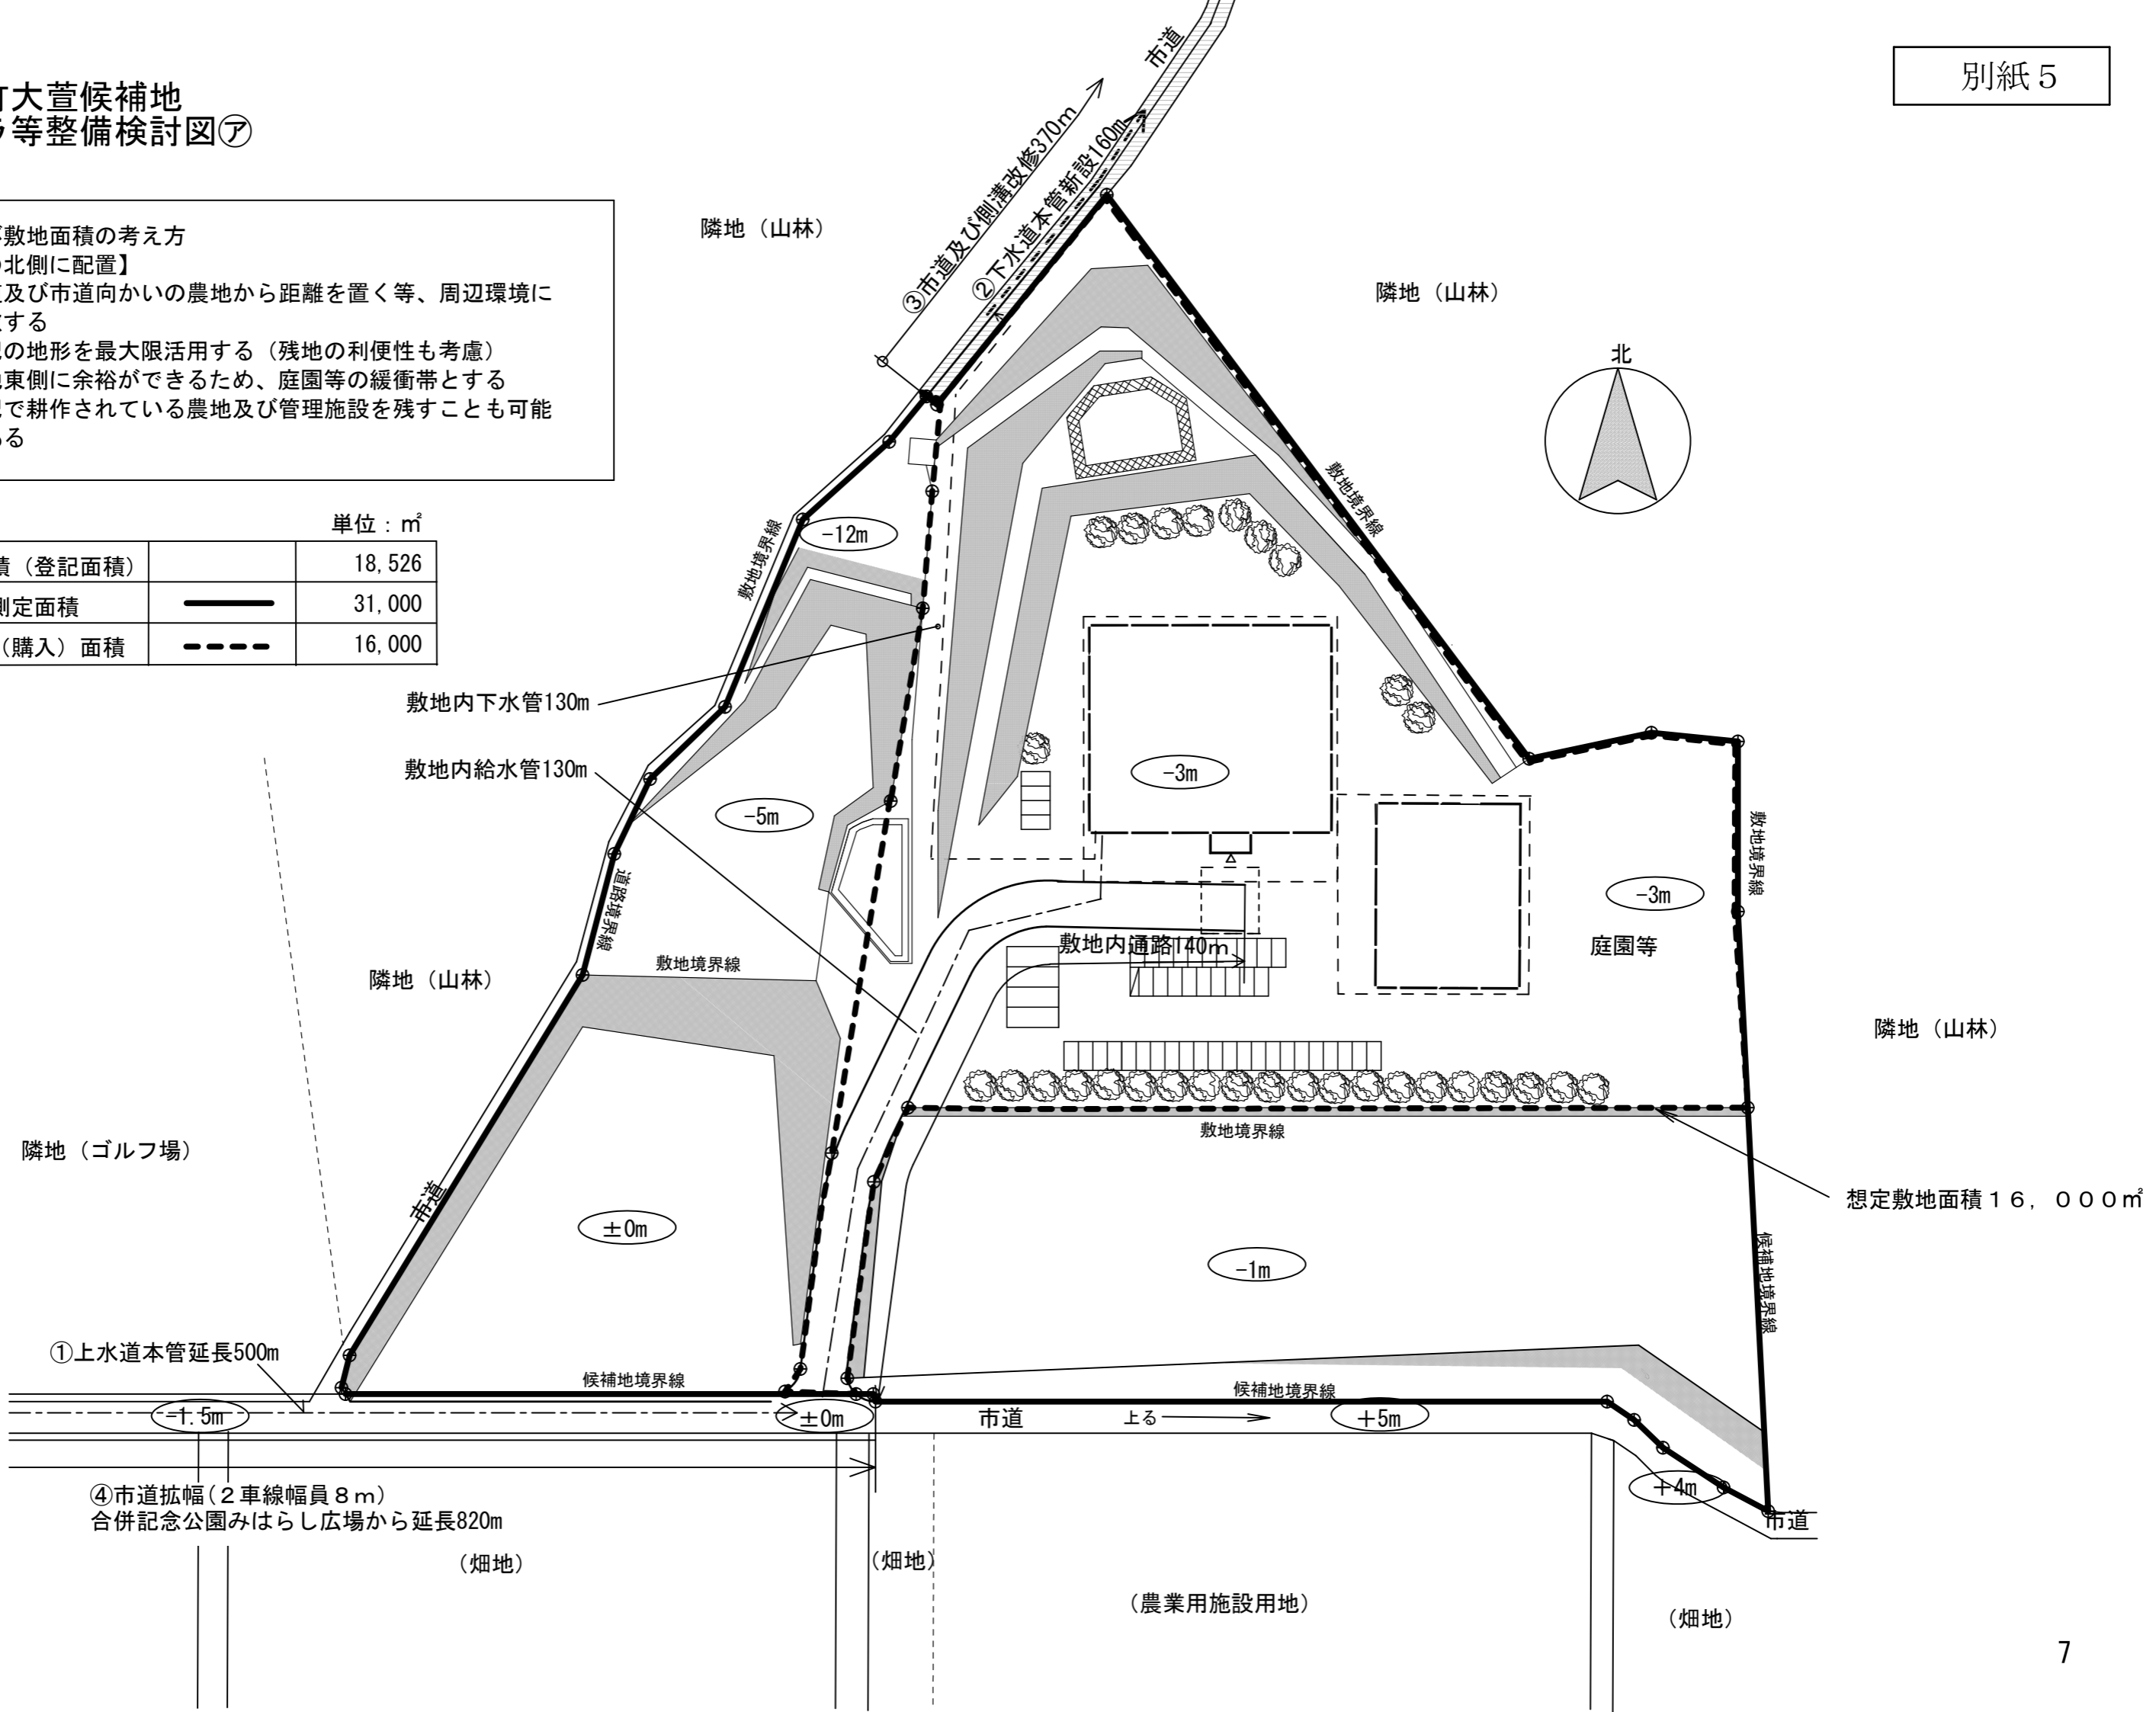 別紙５
大萱候補地
等整備検討図㋐
敷地面積の考え方
北側に配置】
及び市道向かいの農地から距離を置く等、周辺環境に
する
の地形を最大限活用する（残地の利便性も考慮）
東側に余裕ができるため、庭園等の緩衝帯とする
で耕作されている農地及び管理施設を残すことも可能
る
単位：㎡
（登記面積） 18,526
測定面積 31,000
（購入）面積 16,000
市道
③市道及び側溝改修370m
②下水道本管新設160m
隣地（山林）
隣地（山林）
北
敷地境界線
敷地境界線
-12m
敷地内下水管130m
敷地内給水管130m
-3m
-5m
敷地境界線
-3m
庭園等
道路境界線
敷地内通路140m
敷地境界線
隣地（山林）
隣地（山林）
敷地境界線
隣地（ゴルフ場）
市道
想定敷地面積１６，０００㎡
±0m
-1m
候補地境界線
①上水道本管延長500m
候補地境界線
候補地境界線
-1.5m
±0m
市道
上る
+5m
+4m
市道
④市道拡幅（２車線幅員８ｍ）
合併記念公園みはらし広場から延長820m
（畑地）
（畑地）
（農業用施設用地）
（畑地）
7